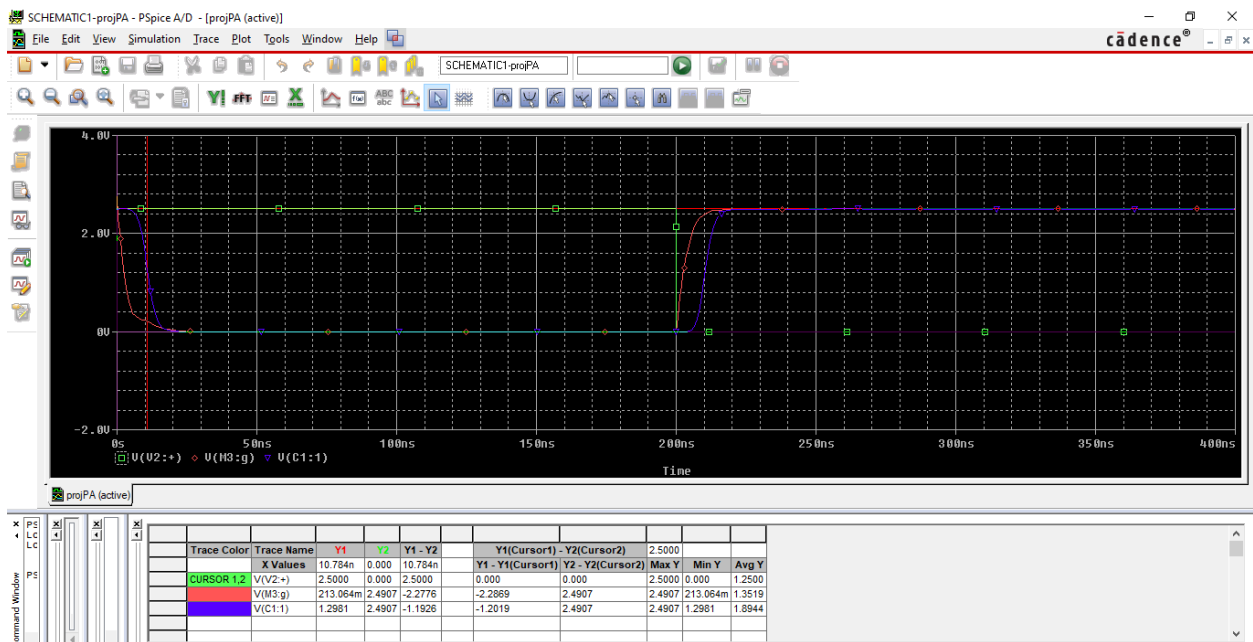 SCHEMATIC1-projPA - PSpice A/D - [projPA (active)]
File Edit View Simulation Trace Plot Tools Window Help
cādence®
SCHEMATIC1-projPA
4.0V
2.0V
0V
-2.0V
0s 50ns 100ns 150ns 200ns 250ns 300ns 350ns 400ns
V(V2:+) V(M3:g) V(C1:1)
Time
projPA (active)
Trace Color Trace Name Y1 Y2 Y1 - Y2 Y1(Cursor1) - Y2(Cursor2) 2.5000
X Values 10.784n 0.000 10.784n Y1 - Y1(Cursor1) Y2 - Y2(Cursor2) Max Y Min Y Avg Y
CURSOR 1,2 V(V2:+) 2.5000 0.000 2.5000 0.000 0.000 2.5000 0.000 1.2500
V(M3:g) 213.064m 2.4907 -2.2776 -2.2869 2.4907 2.4907 213.064m 1.3519
V(C1:1) 1.2981 2.4907 -1.1926 -1.2019 2.4907 2.4907 1.2981 1.8944